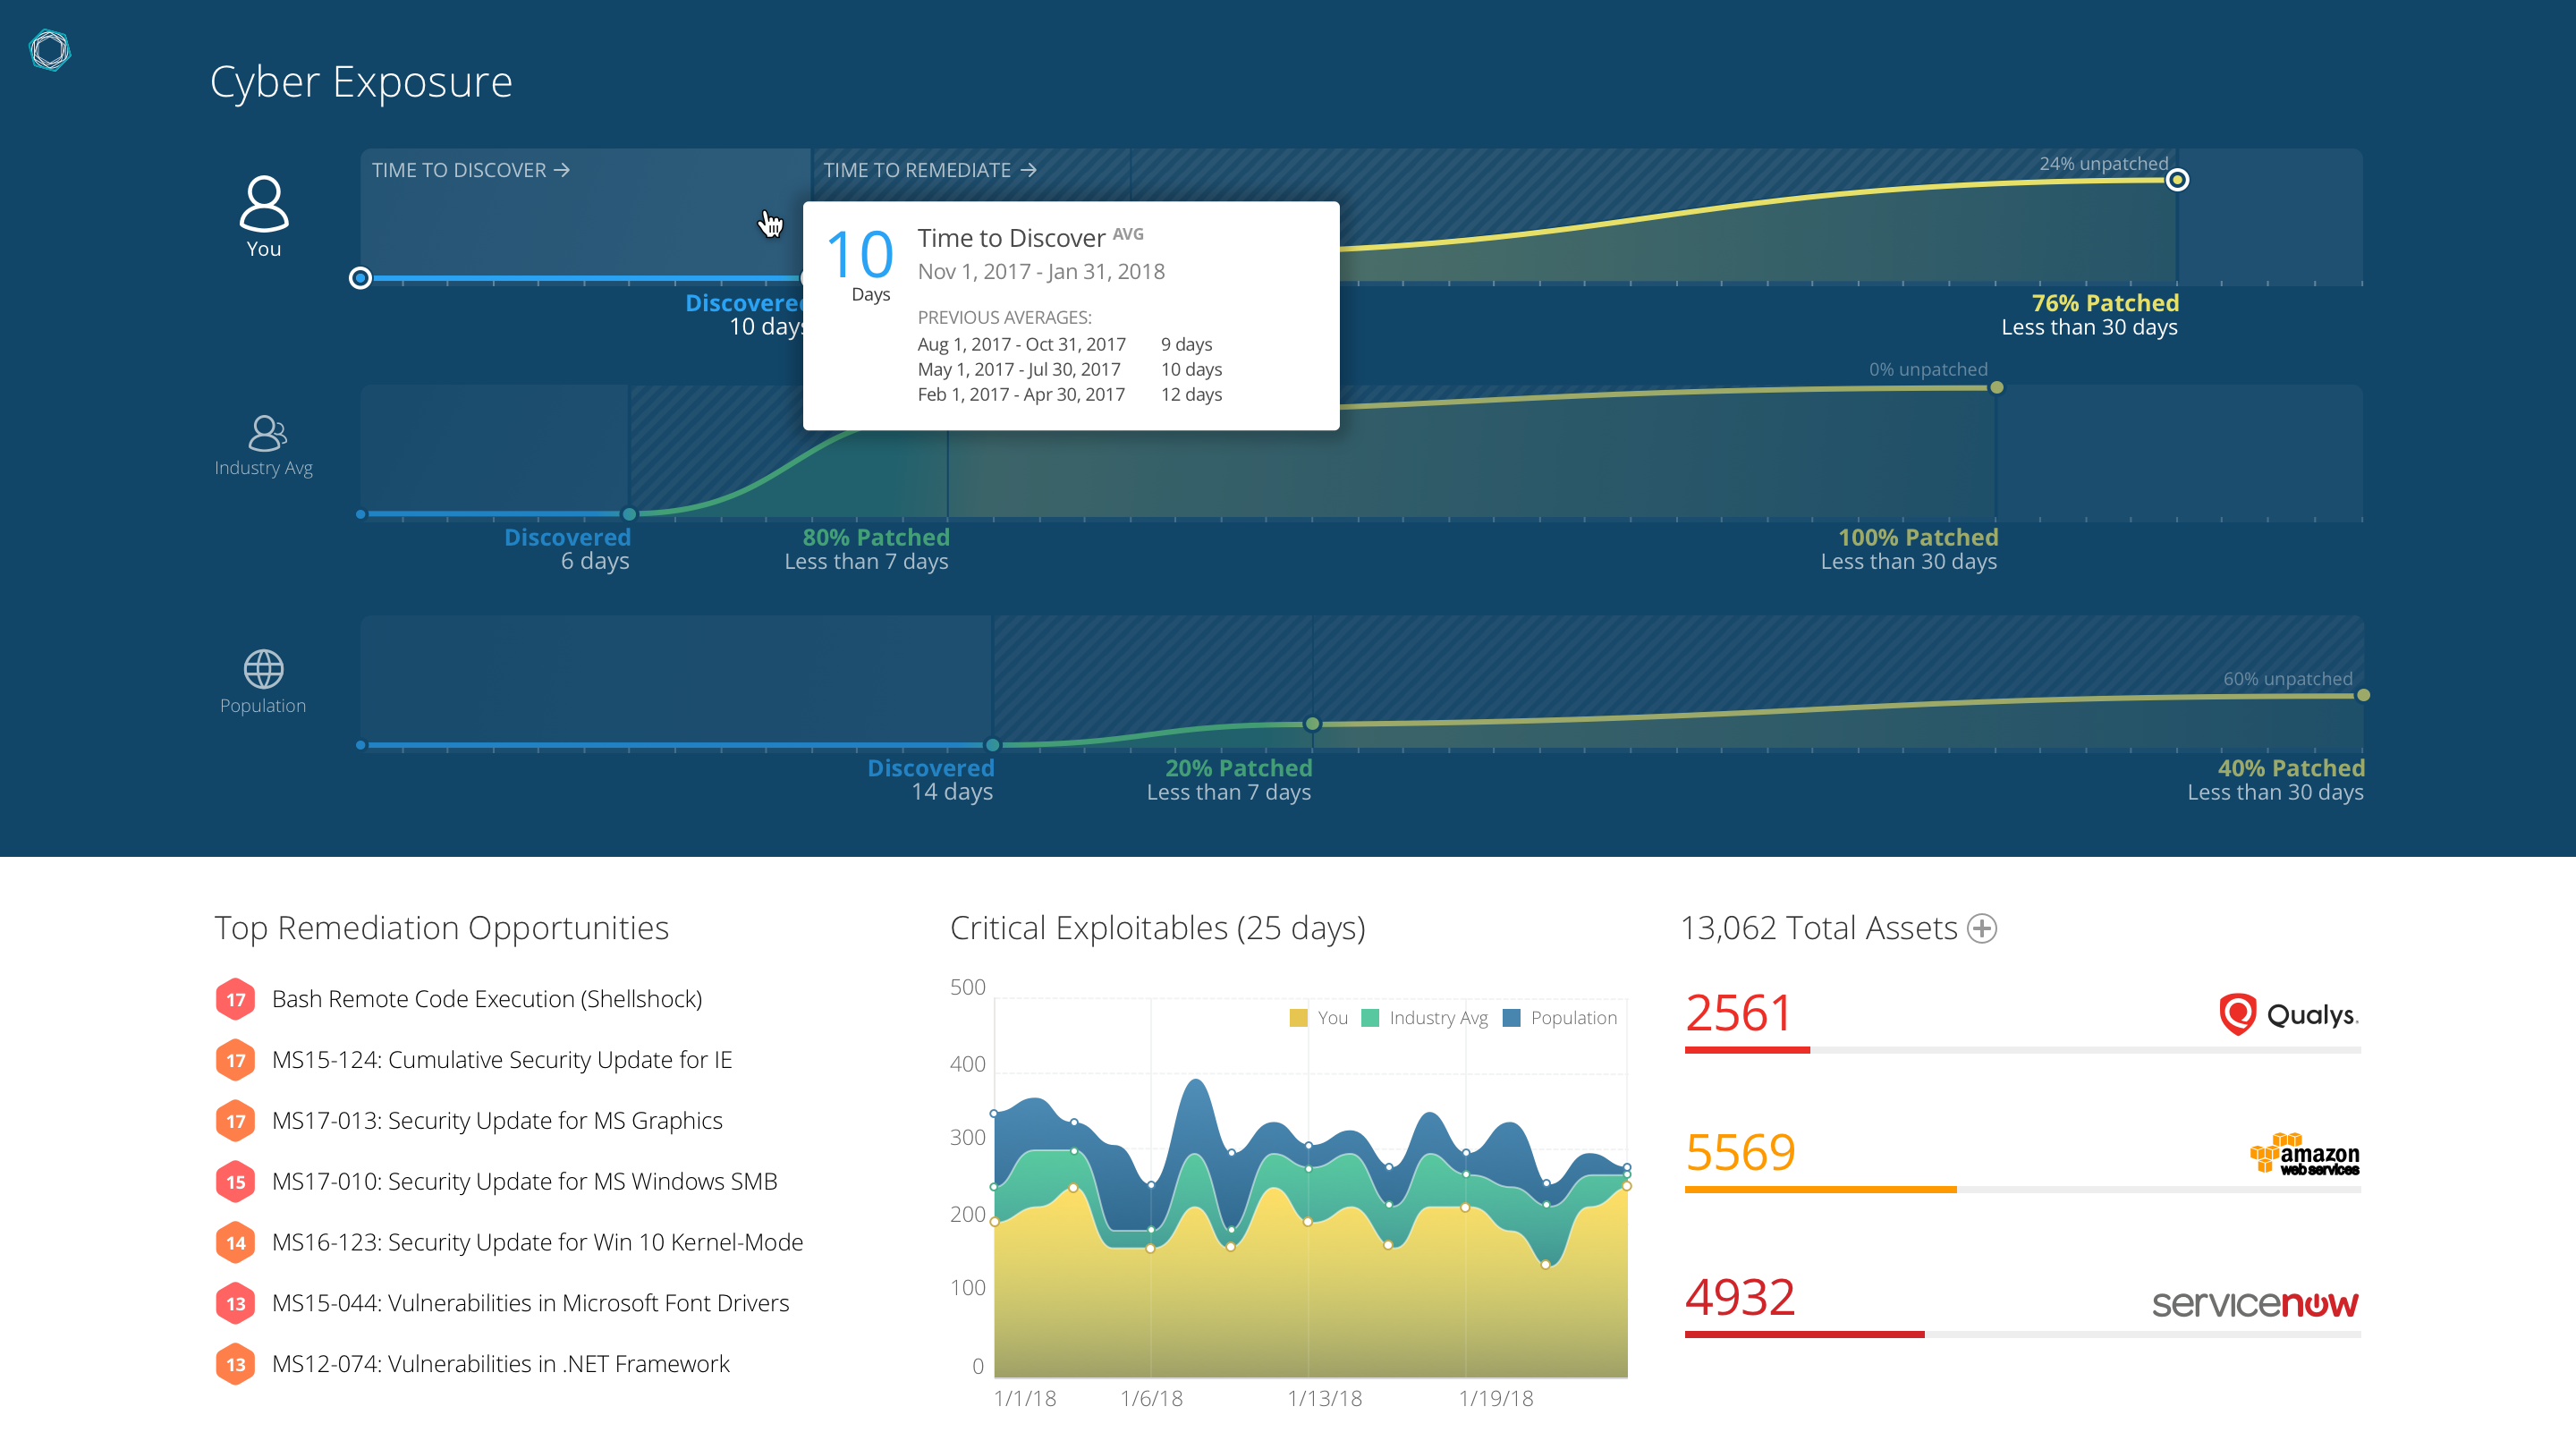 Cyber Exposure
TIME TO DISCOVER →
TIME TO REMEDIATE →
24% unpatched
You
Discovered
10 days
76% Patched
Less than 30 days
10
Days
Time to Discover AVG
Nov 1, 2017 - Jan 31, 2018
PREVIOUS AVERAGES:
Aug 1, 2017 - Oct 31, 2017 9 days
May 1, 2017 - Jul 30, 2017 10 days
Feb 1, 2017 - Apr 30, 2017 12 days
0% unpatched
Industry Avg
Discovered
6 days
80% Patched
Less than 7 days
100% Patched
Less than 30 days
60% unpatched
Population
Discovered
14 days
20% Patched
Less than 7 days
40% Patched
Less than 30 days
Top Remediation Opportunities
17 Bash Remote Code Execution (Shellshock)
17 MS15-124: Cumulative Security Update for IE
17 MS17-013: Security Update for MS Graphics
15 MS17-010: Security Update for MS Windows SMB
14 MS16-123: Security Update for Win 10 Kernel-Mode
13 MS15-044: Vulnerabilities in Microsoft Font Drivers
13 MS12-074: Vulnerabilities in .NET Framework
Critical Exploitables (25 days)
You Industry Avg Population
500
400
300
200
100
0
1/1/18 1/6/18 1/13/18 1/19/18
13,062 Total Assets
2561
Qualys.
5569
amazon
web services
4932
servicenow